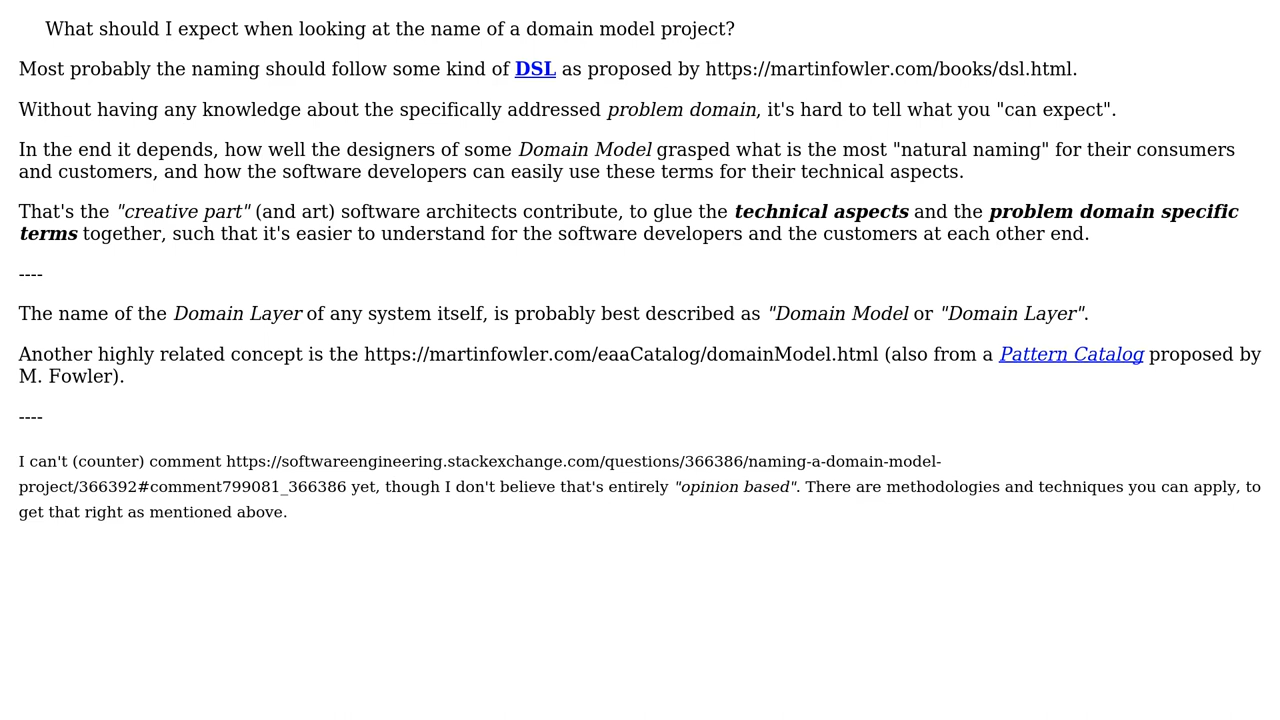 What should I expect when looking at the name of a domain model project?
Most probably the naming should follow some kind of DSL as proposed by https://martinfowler.com/books/dsl.html.
Without having any knowledge about the specifically addressed problem domain, it's hard to tell what you "can expect".
In the end it depends, how well the designers of some Domain Model grasped what is the most "natural naming" for their consumers
and customers, and how the software developers can easily use these terms for their technical aspects.
That's the "creative part" (and art) software architects contribute, to glue the technical aspects and the problem domain specific
terms together, such that it's easier to understand for the software developers and the customers at each other end.
----
The name of the Domain Layer of any system itself, is probably best described as "Domain Model or "Domain Layer".
Another highly related concept is the https://martinfowler.com/eaaCatalog/domainModel.html (also from a Pattern Catalog proposed by
M. Fowler).
----
I can't (counter) comment https://softwareengineering.stackexchange.com/questions/366386/naming-a-domain-model-
project/366392#comment799081_366386 yet, though I don't believe that's entirely "opinion based". There are methodologies and techniques you can apply, to
get that right as mentioned above.